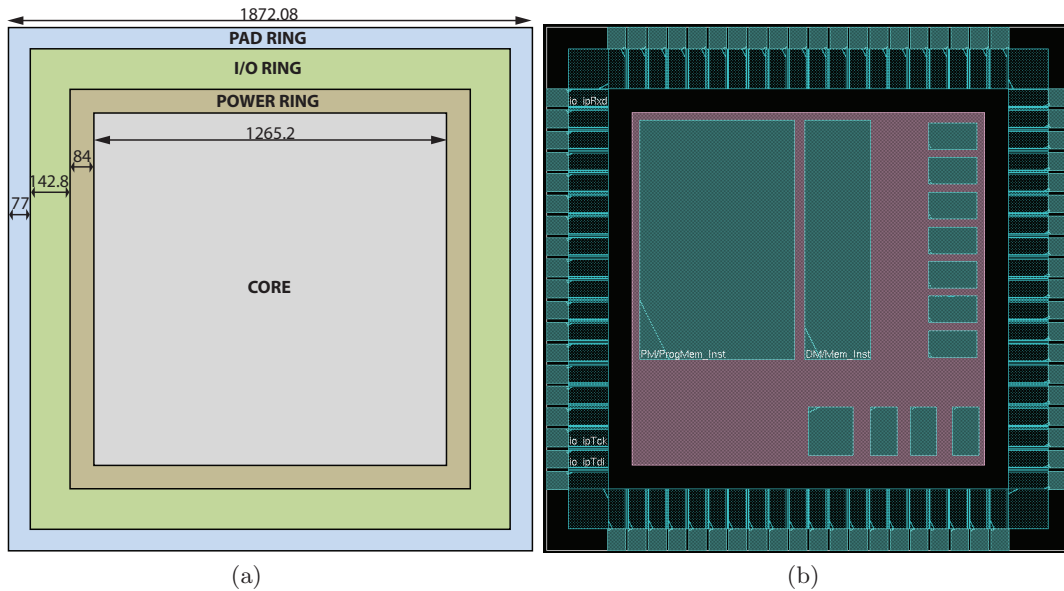 1872.08
PAD RING
I/O RING
POWER RING
1265.2
84
142.8
77
CORE
io_ipRxd
PM/ProgMem_Inst
DM/Mem_Inst
io_ipTck
io_ipTdi
(a)
(b)